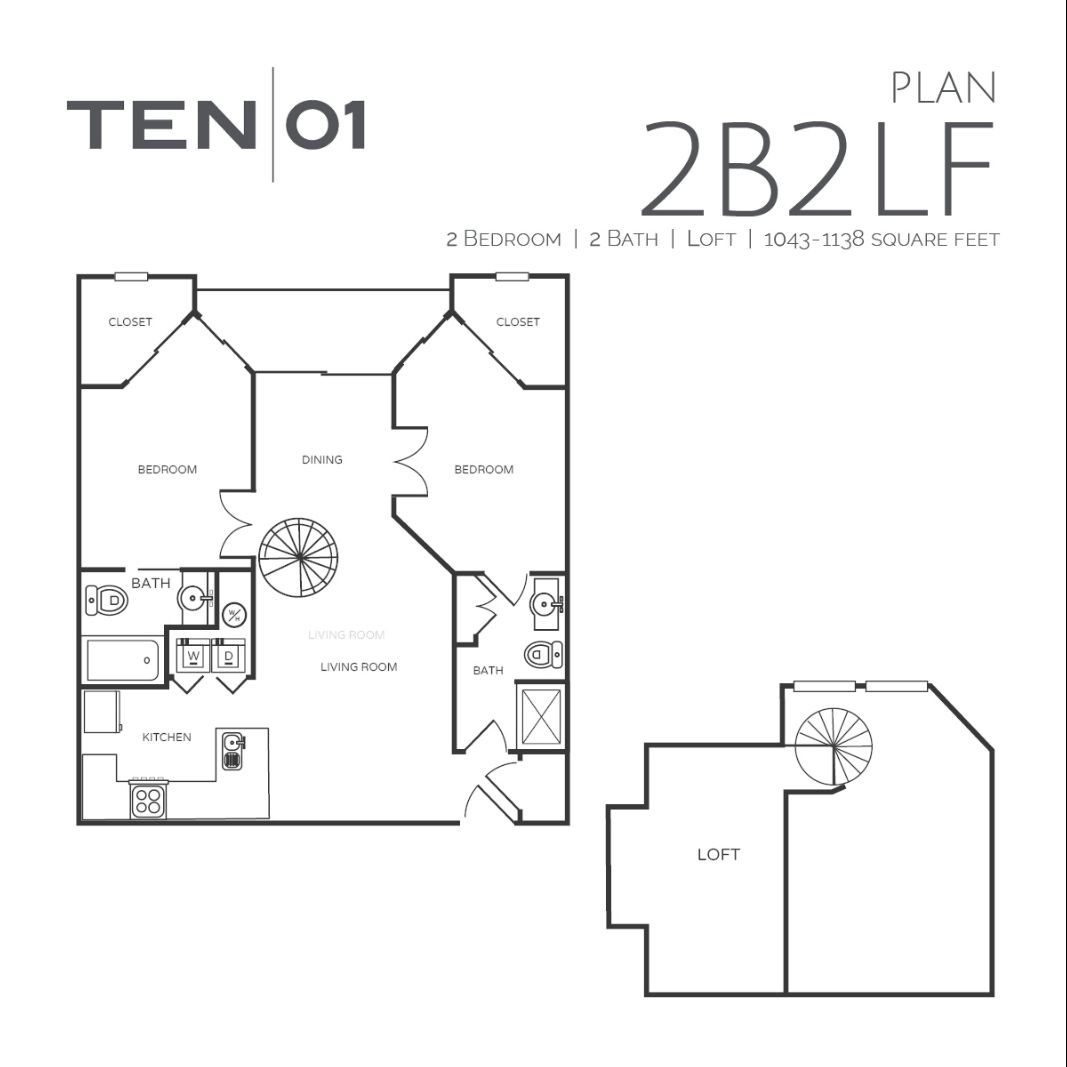 TEN|01
PLAN
2B2LF
2 BEDROOM | 2 BATH | LOFT | 1043-1138 SQUARE FEET
CLOSET
CLOSET
DINING
BEDROOM
BEDROOM
BATH
D
W/H
LIVING ROOM
LIVING ROOM
W
D
BATH
D
KITCHEN
LOFT